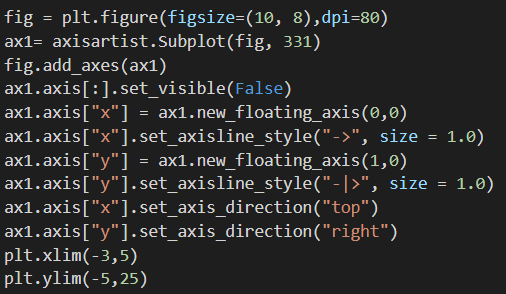 fig = plt.figure(figsize=(10, 8),dpi=80)
ax1= axisartist.Subplot(fig, 331)
fig.add_axes(ax1)
ax1.axis[:].set_visible(False)
ax1.axis["x"] = ax1.new_floating_axis(0,0)
ax1.axis["x"].set_axisline_style("->", size = 1.0)
ax1.axis["y"] = ax1.new_floating_axis(1,0)
ax1.axis["y"].set_axisline_style("-|>", size = 1.0)
ax1.axis["x"].set_axis_direction("top")
ax1.axis["y"].set_axis_direction("right")
plt.xlim(-3,5)
plt.ylim(-5,25)